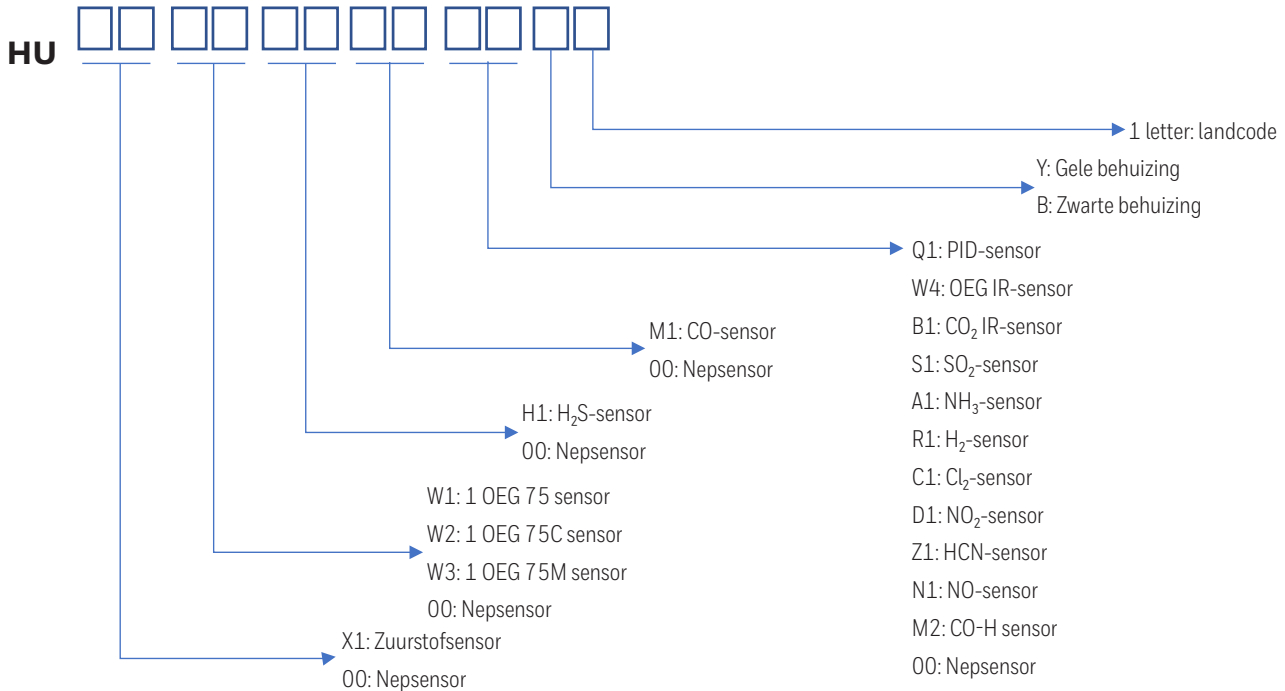 HU
1 letter: landcode
Y: Gele behuizing
B: Zwarte behuizing
Q1: PID-sensor
W4: OEG IR-sensor
B1: CO₂ IR-sensor
S1: SO₂-sensor
A1: NH₃-sensor
R1: H₂-sensor
C1: Cl₂-sensor
D1: NO₂-sensor
Z1: HCN-sensor
N1: NO-sensor
M2: CO-H sensor
00: Nepsensor
M1: CO-sensor
00: Nepsensor
H1: H₂S-sensor
00: Nepsensor
W1: 1 OEG 75 sensor
W2: 1 OEG 75C sensor
W3: 1 OEG 75M sensor
00: Nepsensor
X1: Zuurstofsensor
00: Nepsensor